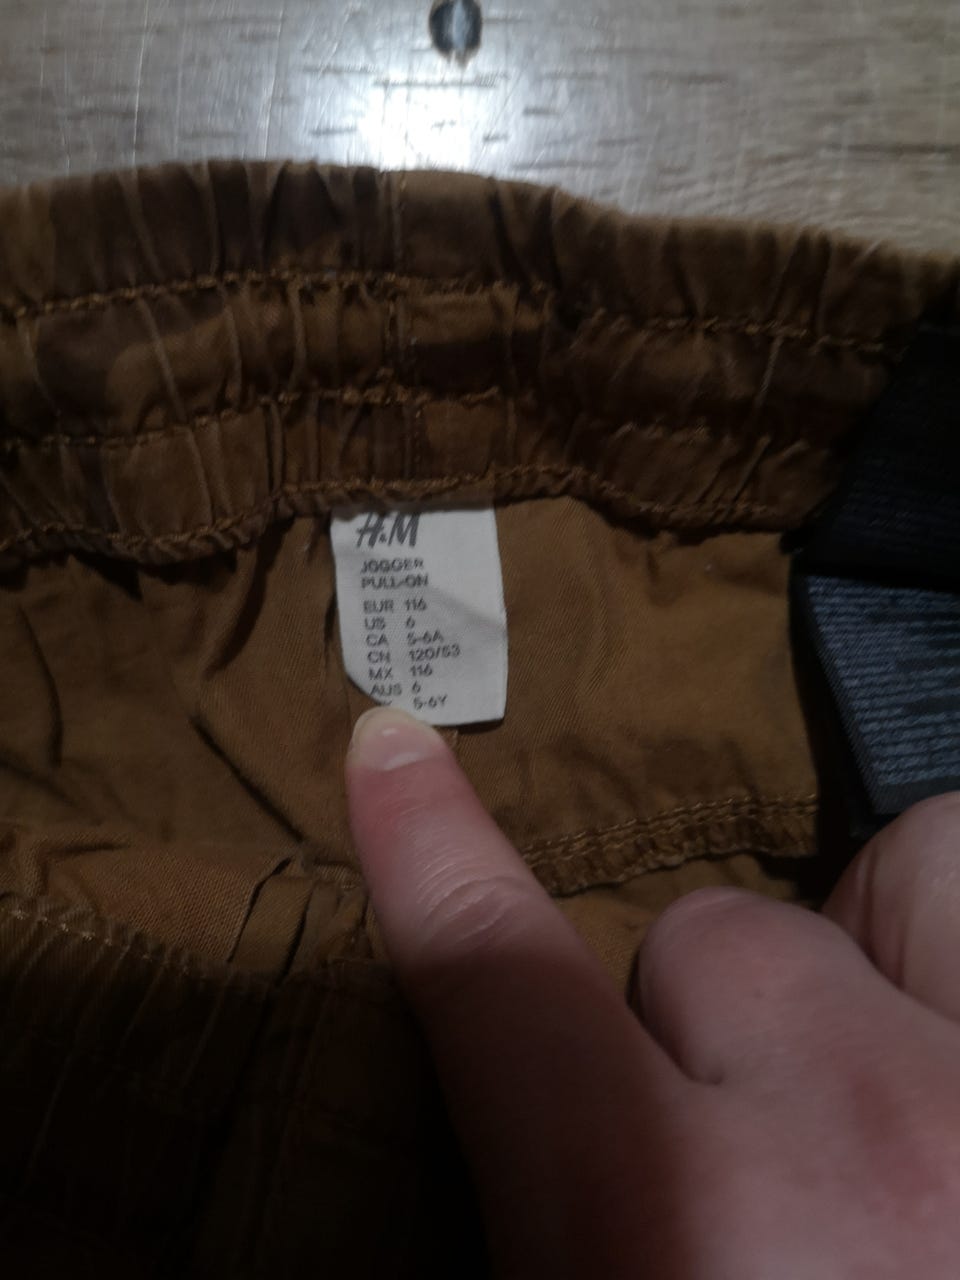 H&M
JOGGER
PULL-ON
EUR 116
US 6
CA 5-6A
CN 120/53
MX 116
AUS 6
5-6Y